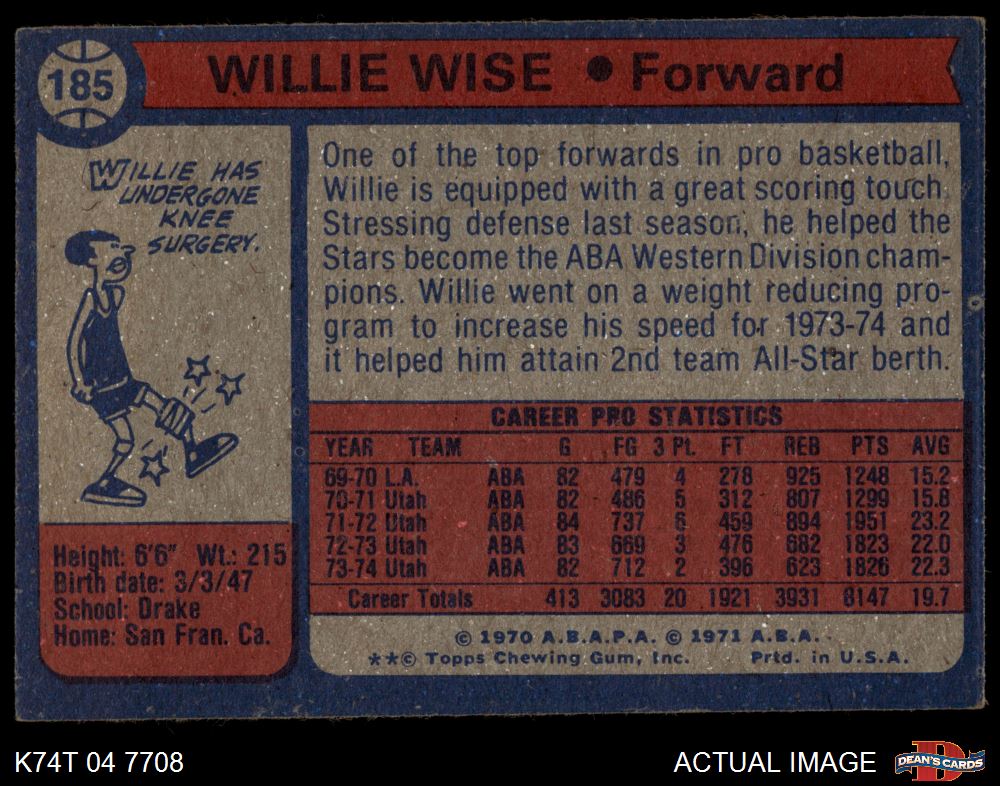 185
WILLIE WISE • Forward
WILLIE HAS
UNDERGONE
KNEE
SURGERY.
One of the top forwards in pro basketball,
Willie is equipped with a great scoring touch.
Stressing defense last season, he helped the
Stars become the ABA Western Division cham-
pions. Willie went on a weight reducing pro-
gram to increase his speed for 1973-74 and
it helped him attain 2nd team All-Star berth.
CAREER PRO STATISTICS
YEAR TEAM G FG 3 Pt. FT REB PTS AVG
69-70 L.A. ABA 82 479 4 278 925 1248 15.2
70-71 Utah ABA 82 486 5 312 807 1299 15.8
71-72 Utah ABA 84 737 6 459 894 1951 23.2
72-73 Utah ABA 83 669 3 476 682 1823 22.0
73-74 Utah ABA 82 712 2 396 623 1826 22.3
Career Totals 413 3083 20 1921 3931 8147 19.7
Height: 6'6" Wt.: 215
Birth date: 3/3/47
School: Drake
Home: San Fran. Ca.
© 1970 A.B.A.P.A. © 1971 A.B.A.
**© Topps Chewing Gum, Inc. Prtd. in U.S.A.
K74T 04 7708
ACTUAL IMAGE
D
DEAN'S CARDS